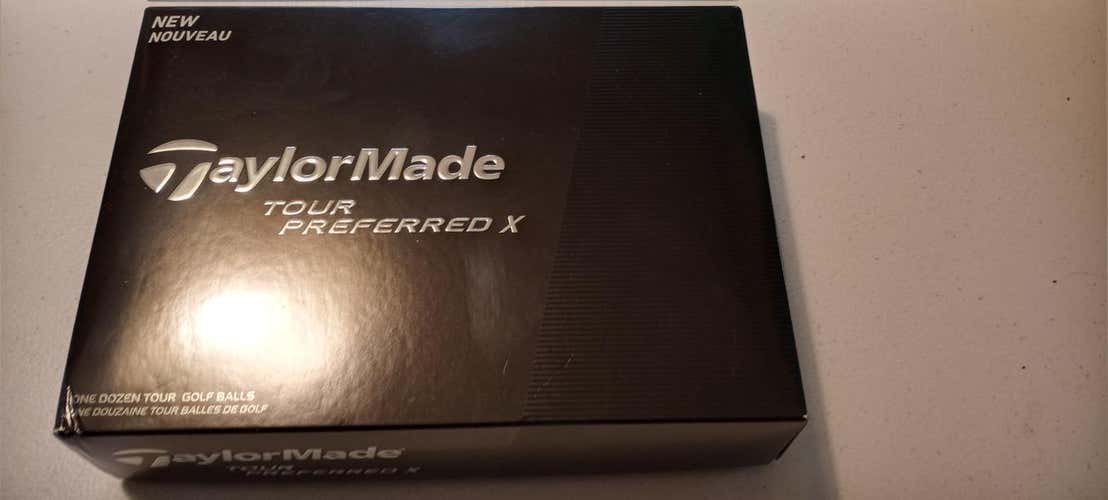 NEW
NOUVEAU
TaylorMade
TOUR
PREFERRED X
ONE DOZEN TOUR GOLF BALLS
UNE DOUZAINE TOUR BALLES DE GOLF
TaylorMade
TOUR
PREFERRED X